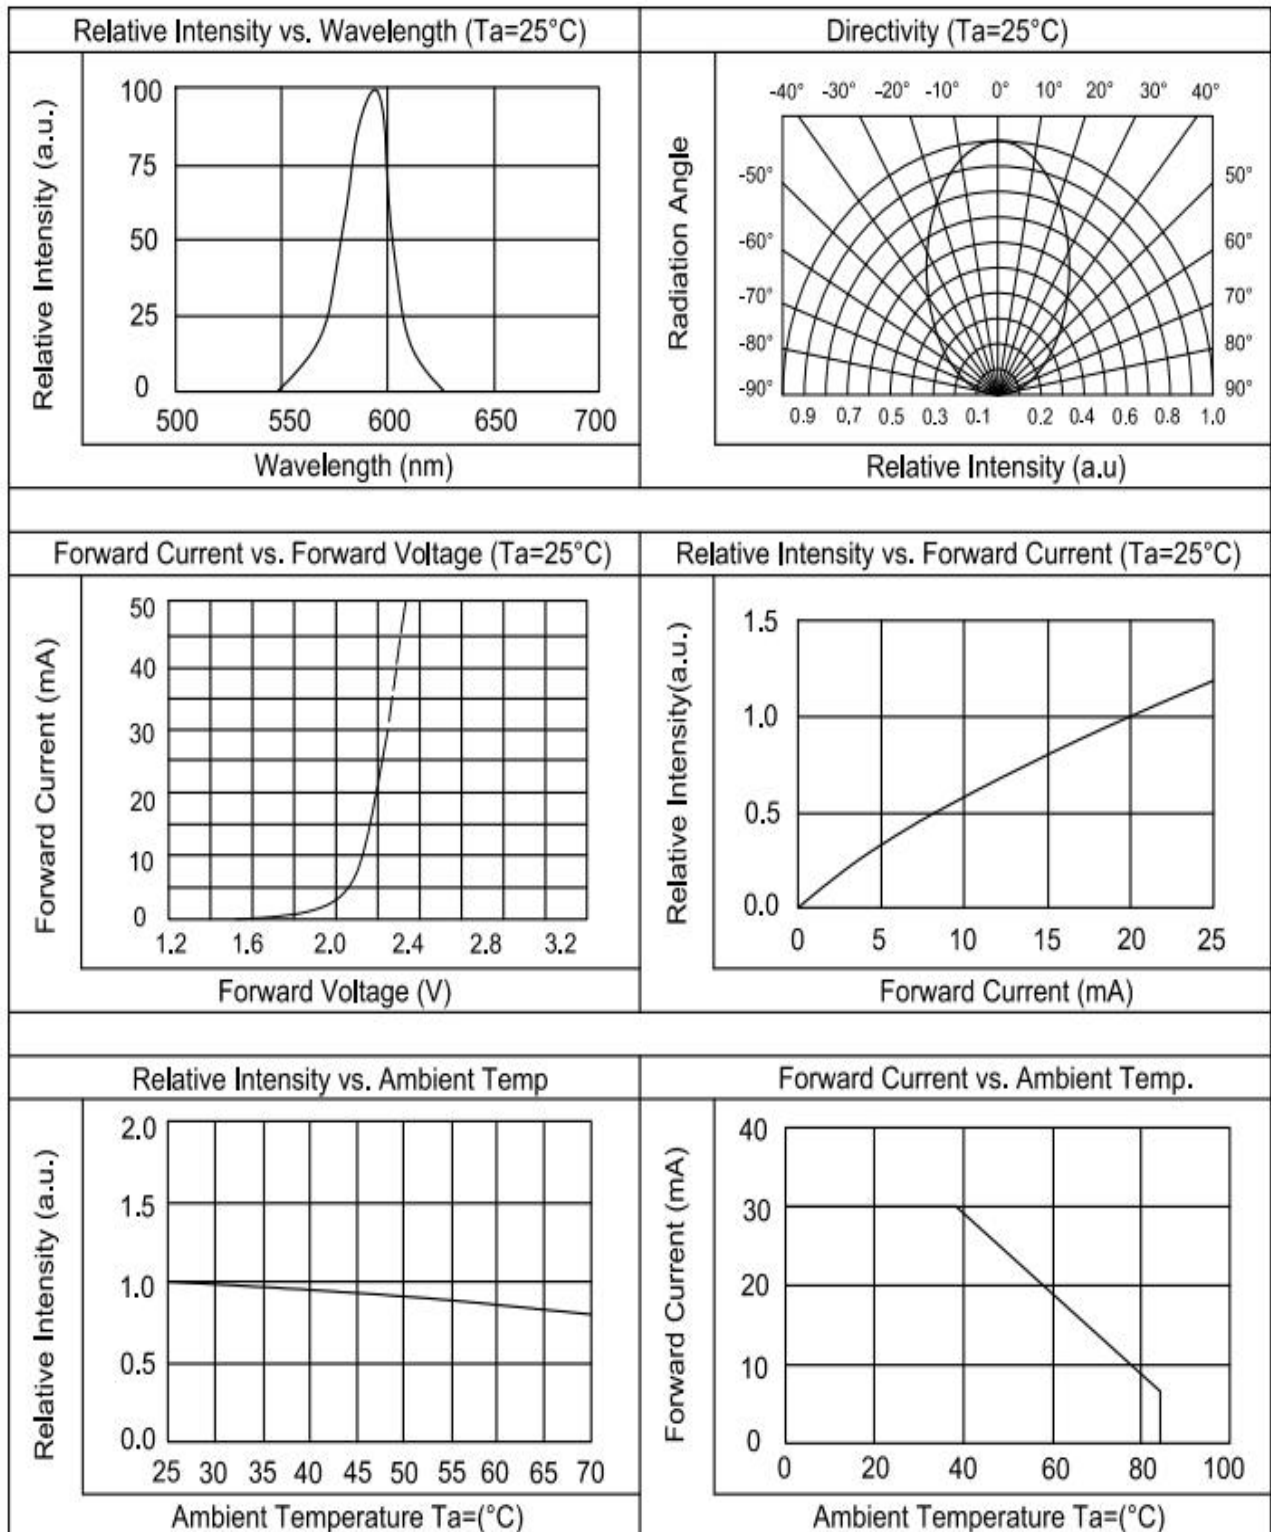 Relative Intensity vs. Wavelength (Ta=25°C)
Relative Intensity (a.u.)
100
75
50
25
0
500 550 600 650 700
Wavelength (nm)
Directivity (Ta=25°C)
Radiation Angle
-40° -30° -20° -10° 0° 10° 20° 30° 40°
-50° 50°
-60° 60°
-70° 70°
-80° 80°
-90° 90°
0.9 0,7 0.5 0.3 0.1 0.2 0.4 0.6 0.8 1.0
Relative Intensity (a.u)
Forward Current vs. Forward Voltage (Ta=25°C)
Forward Current (mA)
50
40
30
20
10
0
1.2 1.6 2.0 2.4 2.8 3.2
Forward Voltage (V)
Relative Intensity vs. Forward Current (Ta=25°C)
Relative Intensity(a.u.)
1.5
1.0
0.5
0.0
0 5 10 15 20 25
Forward Current (mA)
Relative Intensity vs. Ambient Temp
Relative Intensity (a.u.)
2.0
1.5
1.0
0.5
0.0
25 30 35 40 45 50 55 60 65 70
Ambient Temperature Ta=(°C)
Forward Current vs. Ambient Temp.
Forward Current (mA)
40
30
20
10
0
0 20 40 60 80 100
Ambient Temperature Ta=(°C)